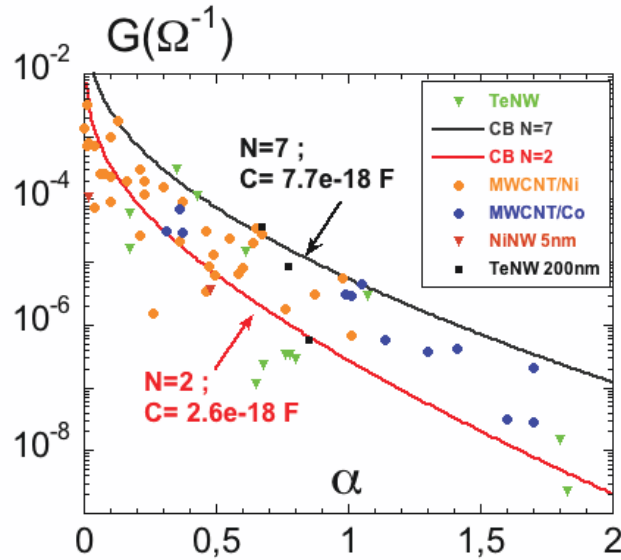 G(Ω⁻¹)
10⁻²
10⁻⁴
10⁻⁶
10⁻⁸
TeNW
CB N=7
CB N=2
MWCNT/Ni
MWCNT/Co
NiNW 5nm
TeNW 200nm
N=7 ;
C= 7.7e-18 F
N=2 ;
C= 2.6e-18 F
α
0
0,5
1
1,5
2